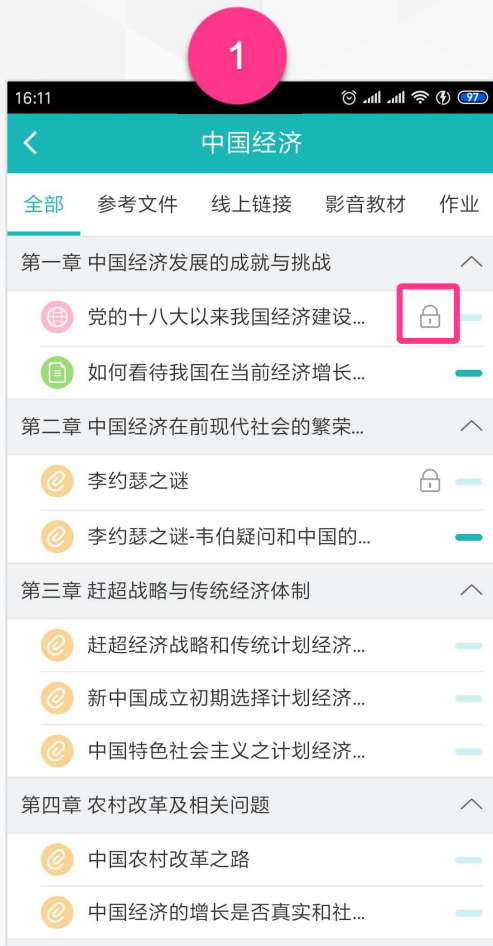 1
16:11
97
中国经济
全部 参考文件 线上链接 影音教材 作业
第一章 中国经济发展的成就与挑战
党的十八大以来我国经济建设...
如何看待我国在当前经济增长...
第二章 中国经济在前现代社会的繁荣...
李约瑟之谜
李约瑟之谜-韦伯疑问和中国的...
第三章 赶超战略与传统经济体制
赶超经济战略和传统计划经济...
新中国成立初期选择计划经济...
中国特色社会主义之计划经济...
第四章 农村改革及相关问题
中国农村改革之路
中国经济的增长是否真实和社...